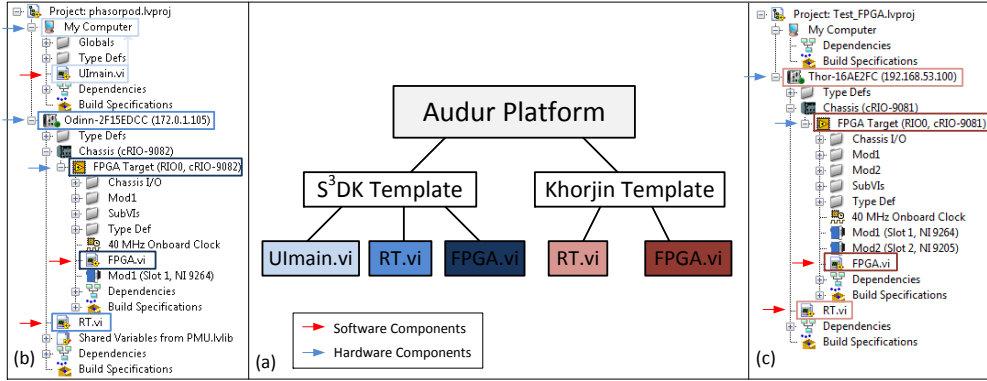 Project: phasorpod.lvproj
My Computer
Globals
Type Defs
UImain.vi
Dependencies
Build Specifications
Odinn-2F15EDCC (172.0.1.105)
Type Defs
Chassis (cRIO-9082)
FPGA Target (RIO0, cRIO-9082)
Chassis I/O
Mod1
SubVIs
Type Def
40 MHz Onboard Clock
FPGA.vi
Mod1 (Slot 1, NI 9264)
Dependencies
Build Specifications
RT.vi
Shared Variables from PMU.lvlib
Dependencies
Build Specifications
(b)
Audur Platform
S³DK Template
Khorjin Template
UImain.vi
RT.vi
FPGA.vi
RT.vi
FPGA.vi
Software Components
Hardware Components
(a)
Project: Test_FPGA.lvproj
My Computer
Dependencies
Build Specifications
Thor-16AE2FC (192.168.53.100)
Type Defs
Chassis (cRIO-9081)
FPGA Target (RIO0, cRIO-9081)
Chassis I/O
Mod1
Mod2
SubVIs
Type Def
40 MHz Onboard Clock
Mod1 (Slot 1, NI 9264)
Mod2 (Slot 2, NI 9205)
FPGA.vi
Dependencies
Build Specifications
RT.vi
Dependencies
Build Specifications
(c)